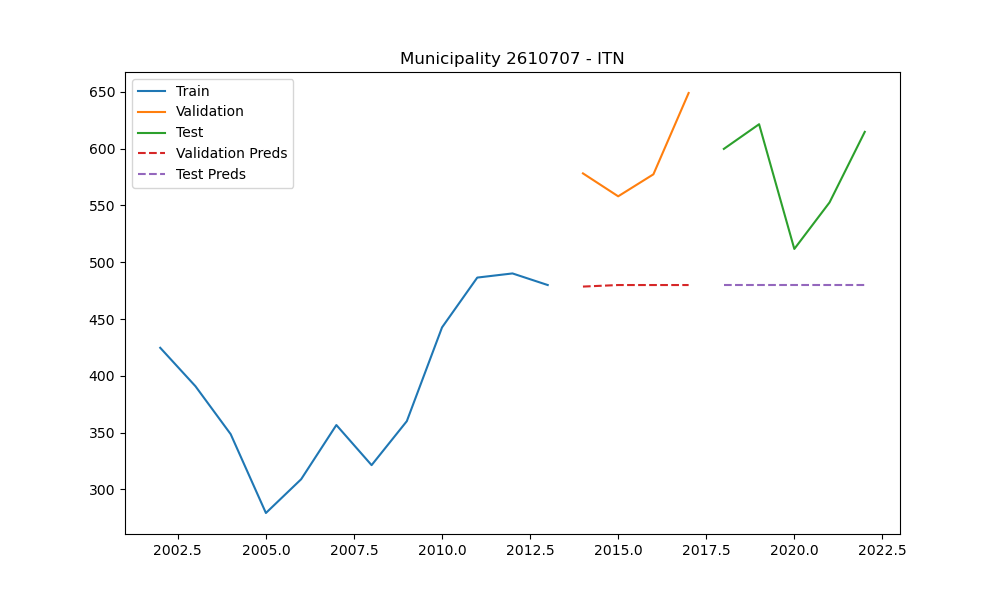 Municipality 2610707 - ITN
Train
Validation
Test
Validation Preds
Test Preds
650
600
550
500
450
400
350
300
2002.5 2005.0 2007.5 2010.0 2012.5 2015.0 2017.5 2020.0 2022.5